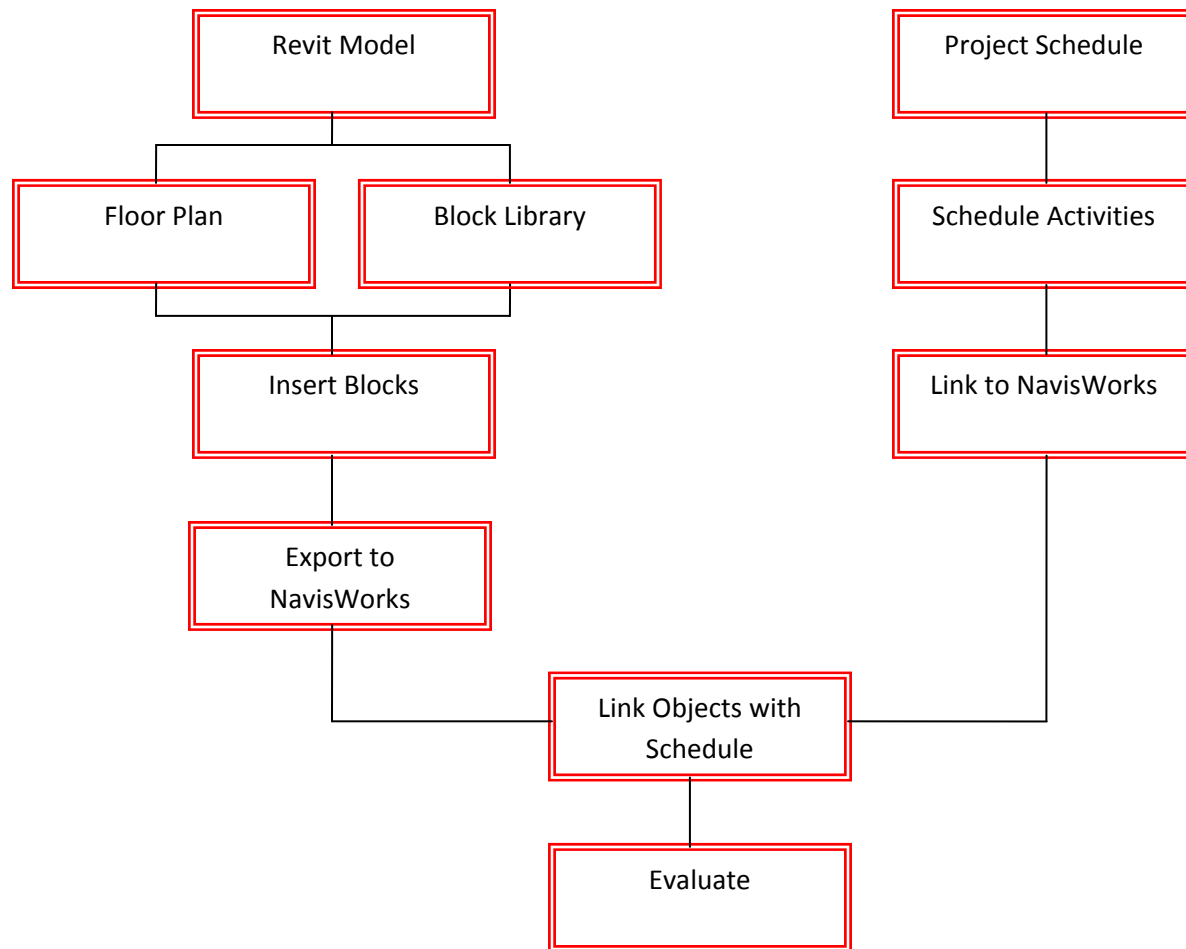 Revit Model
Project Schedule
Floor Plan
Block Library
Schedule Activities
Insert Blocks
Link to NavisWorks
Export to
NavisWorks
Link Objects with
Schedule
Evaluate